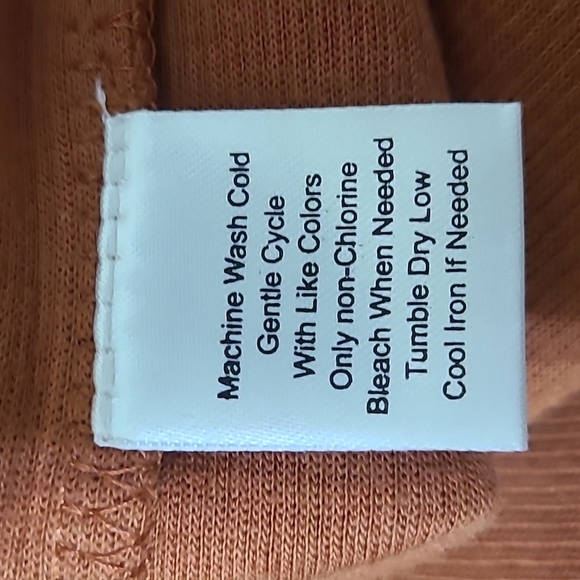 Machine Wash Cold
Gentle Cycle
With Like Colors
Only non-Chlorine
Bleach When Needed
Tumble Dry Low
Cool Iron If Needed